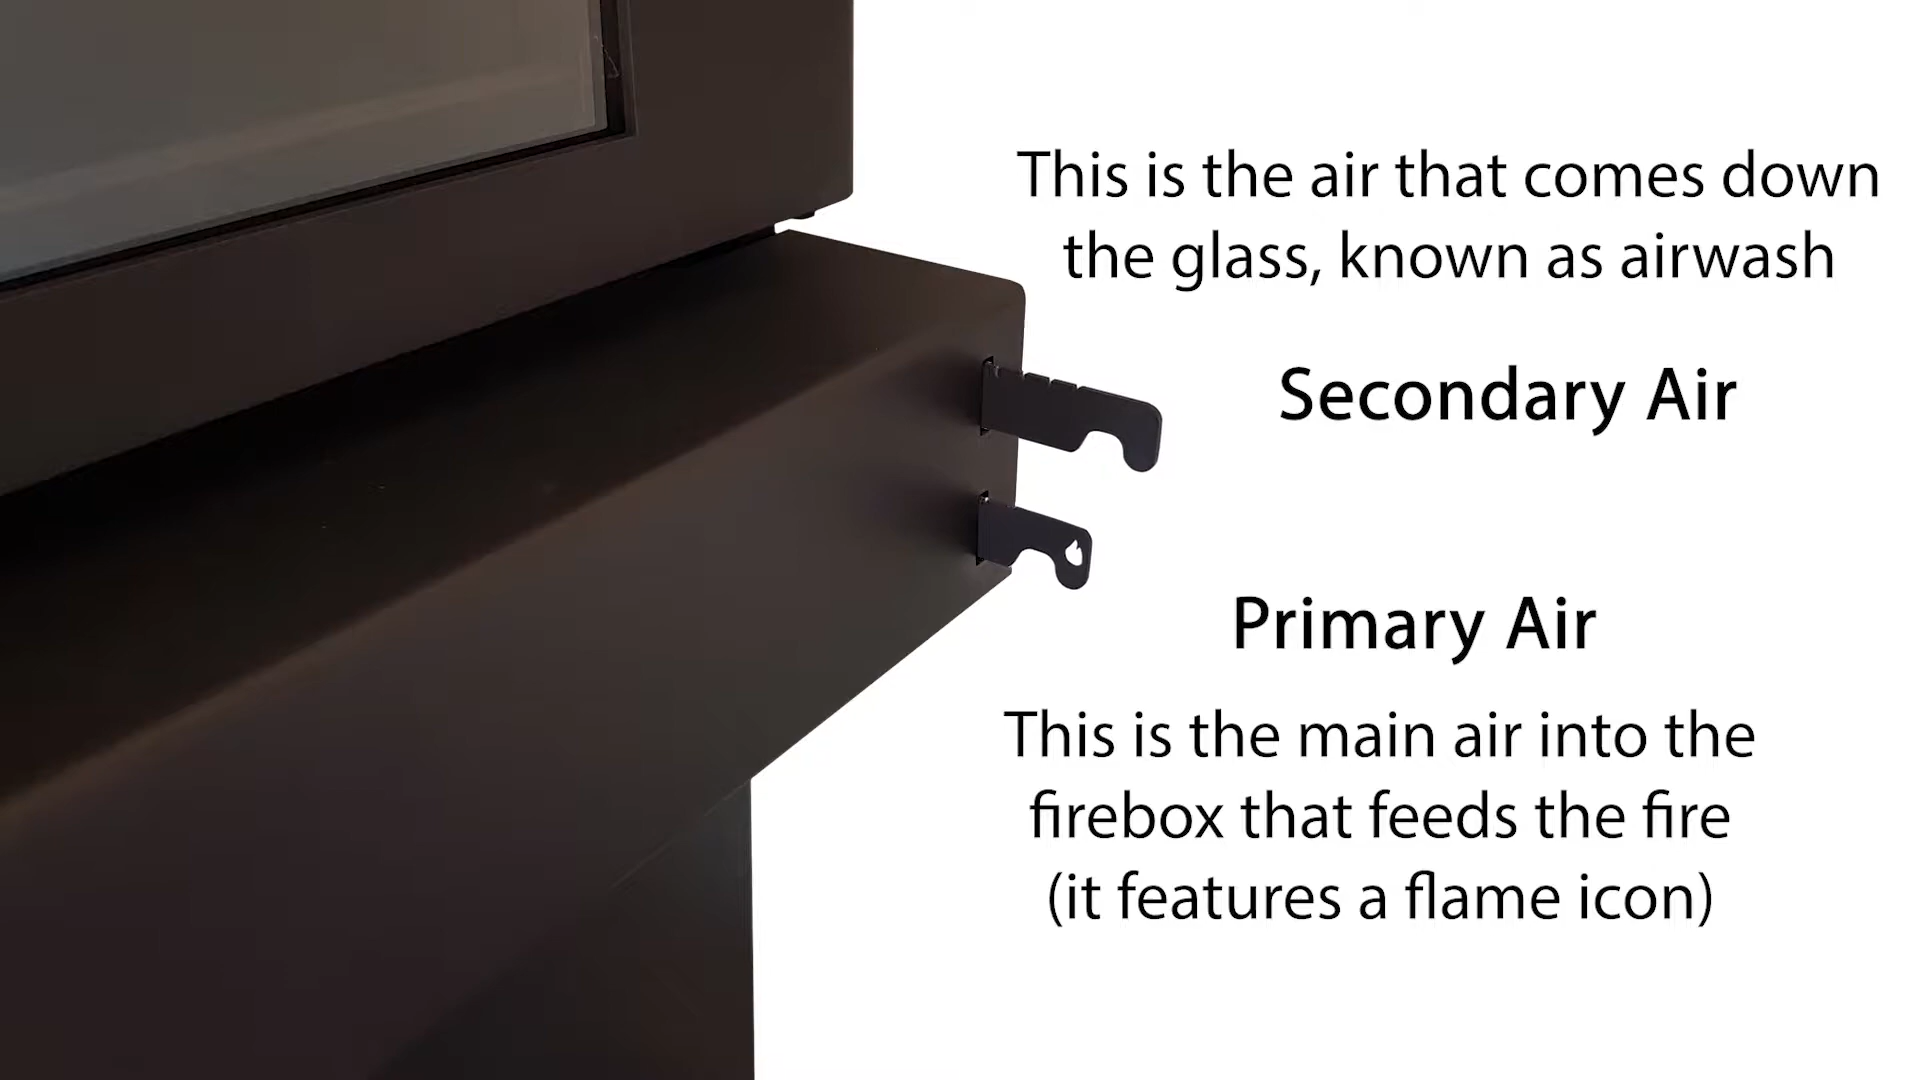 This is the air that comes down
the glass, known as airwash
Secondary Air
Primary Air
This is the main air into the
firebox that feeds the fire
(it features a flame icon)